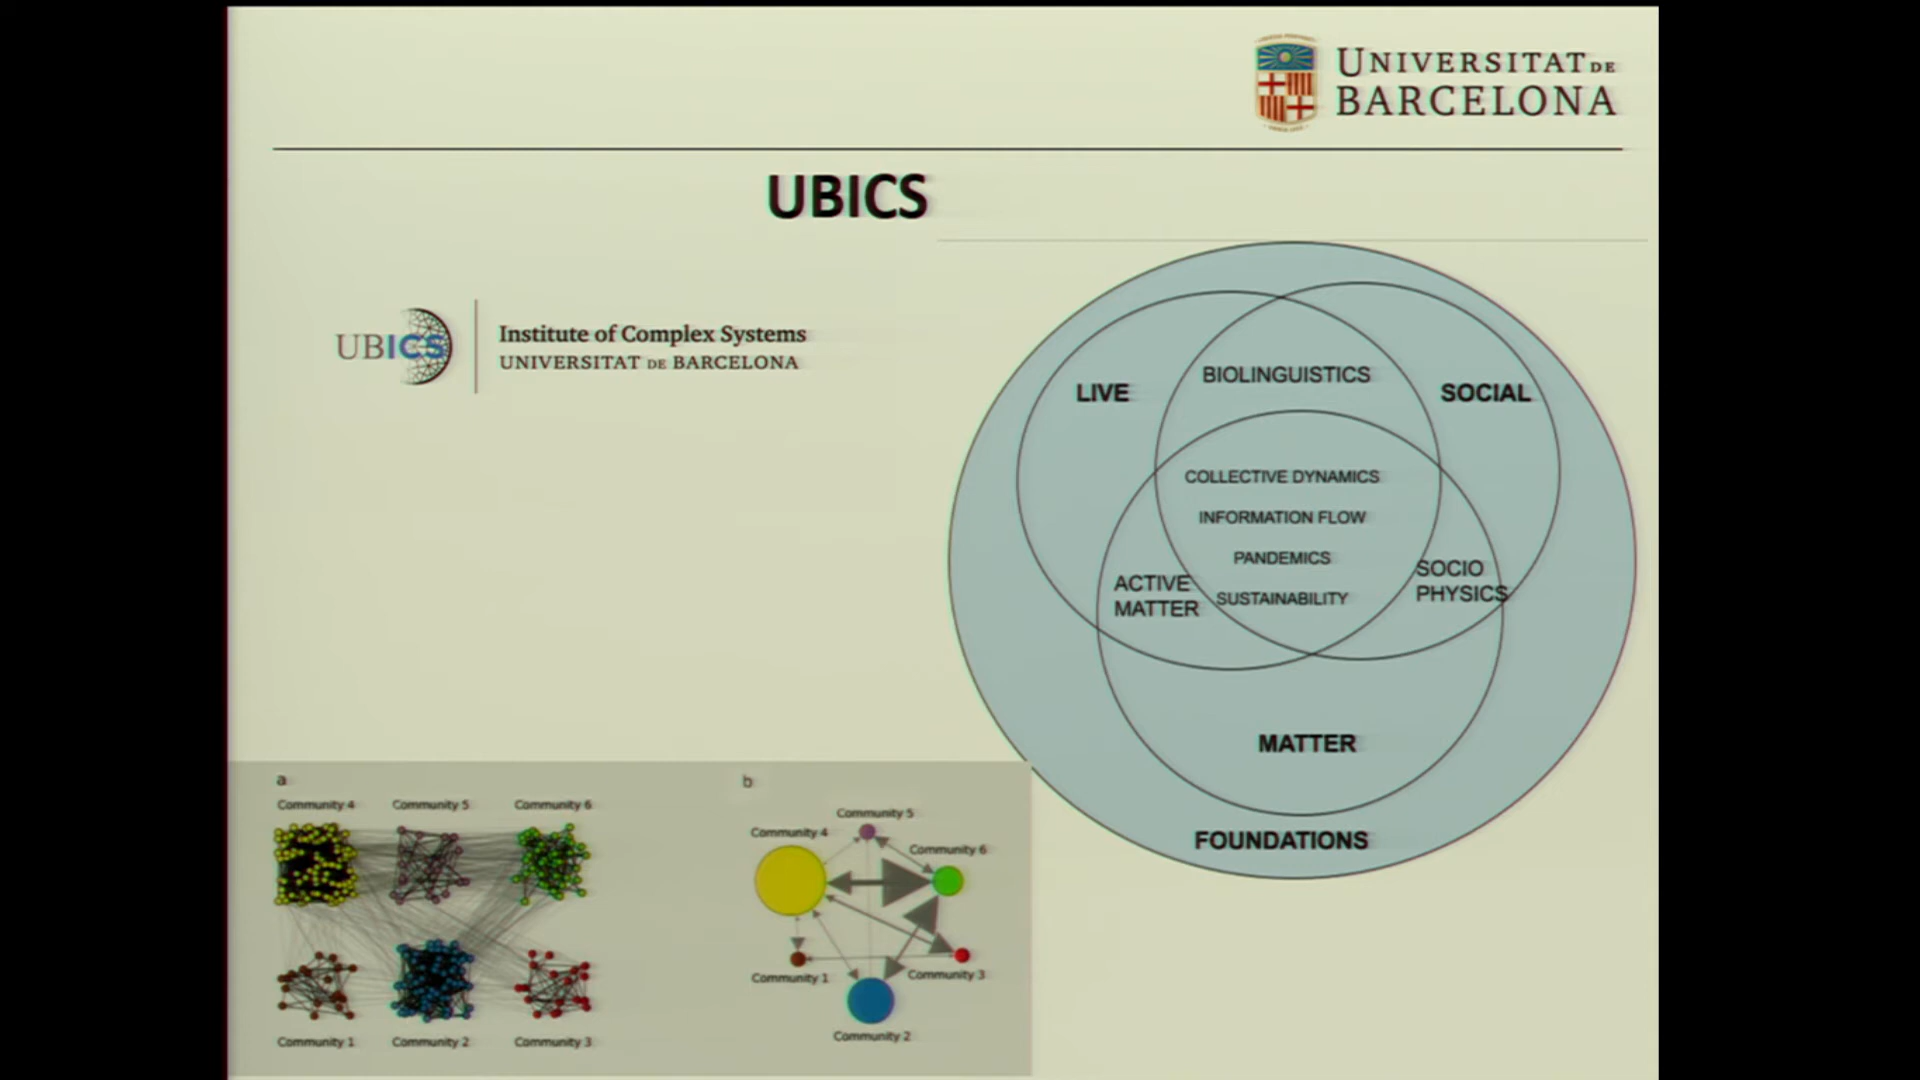 UNIVERSITAT DE
BARCELONA
UBICS
UBICS
Institute of Complex Systems
UNIVERSITAT DE BARCELONA
LIVE
BIOLINGUISTICS
SOCIAL
COLLECTIVE DYNAMICS
INFORMATION FLOW
PANDEMICS
SUSTAINABILITY
ACTIVE
MATTER
SOCIO
PHYSICS
MATTER
FOUNDATIONS
a
Community 4
Community 5
Community 6
Community 1
Community 2
Community 3
b
Community 5
Community 4
Community 6
Community 1
Community 3
Community 2